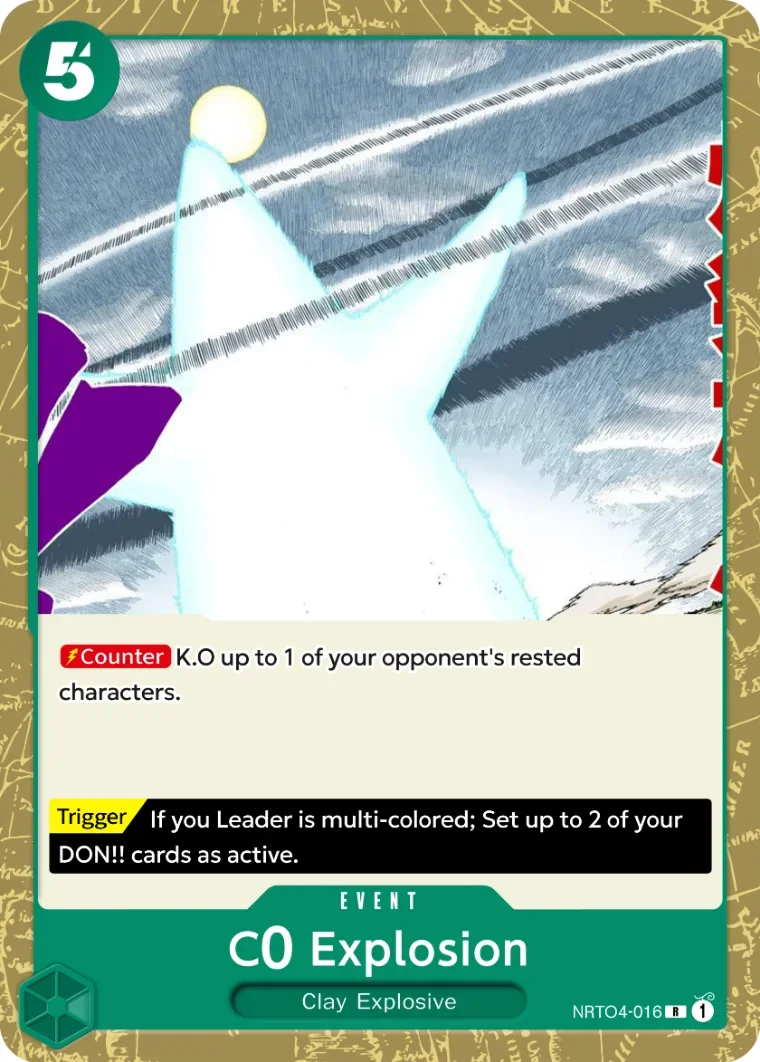 5
Counter K.O up to 1 of your opponent's rested
characters.
Trigger If you Leader is multi-colored; Set up to 2 of your
DON!! cards as active.
EVENT
C0 Explosion
Clay Explosive
NRTO4-016 R 1